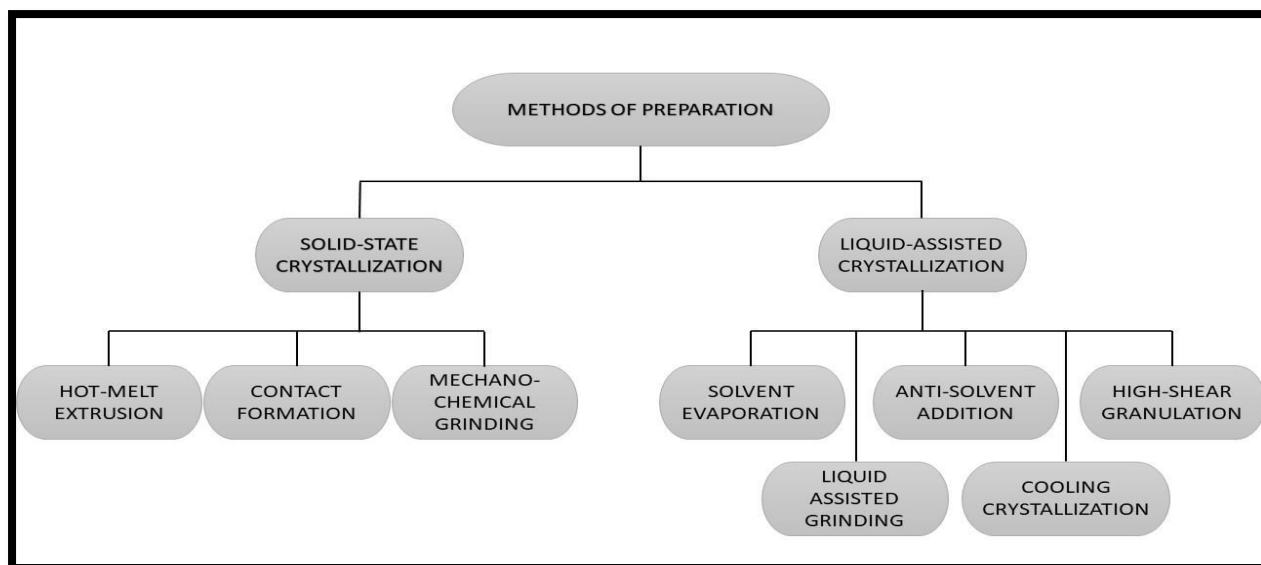 METHODS OF PREPARATION
SOLID-STATE
CRYSTALLIZATION
LIQUID-ASSISTED
CRYSTALLIZATION
HOT-MELT
EXTRUSION
CONTACT
FORMATION
MECHANO-
CHEMICAL
GRINDING
SOLVENT
EVAPORATION
ANTI-SOLVENT
ADDITION
HIGH-SHEAR
GRANULATION
LIQUID
ASSISTED
GRINDING
COOLING
CRYSTALLIZATION